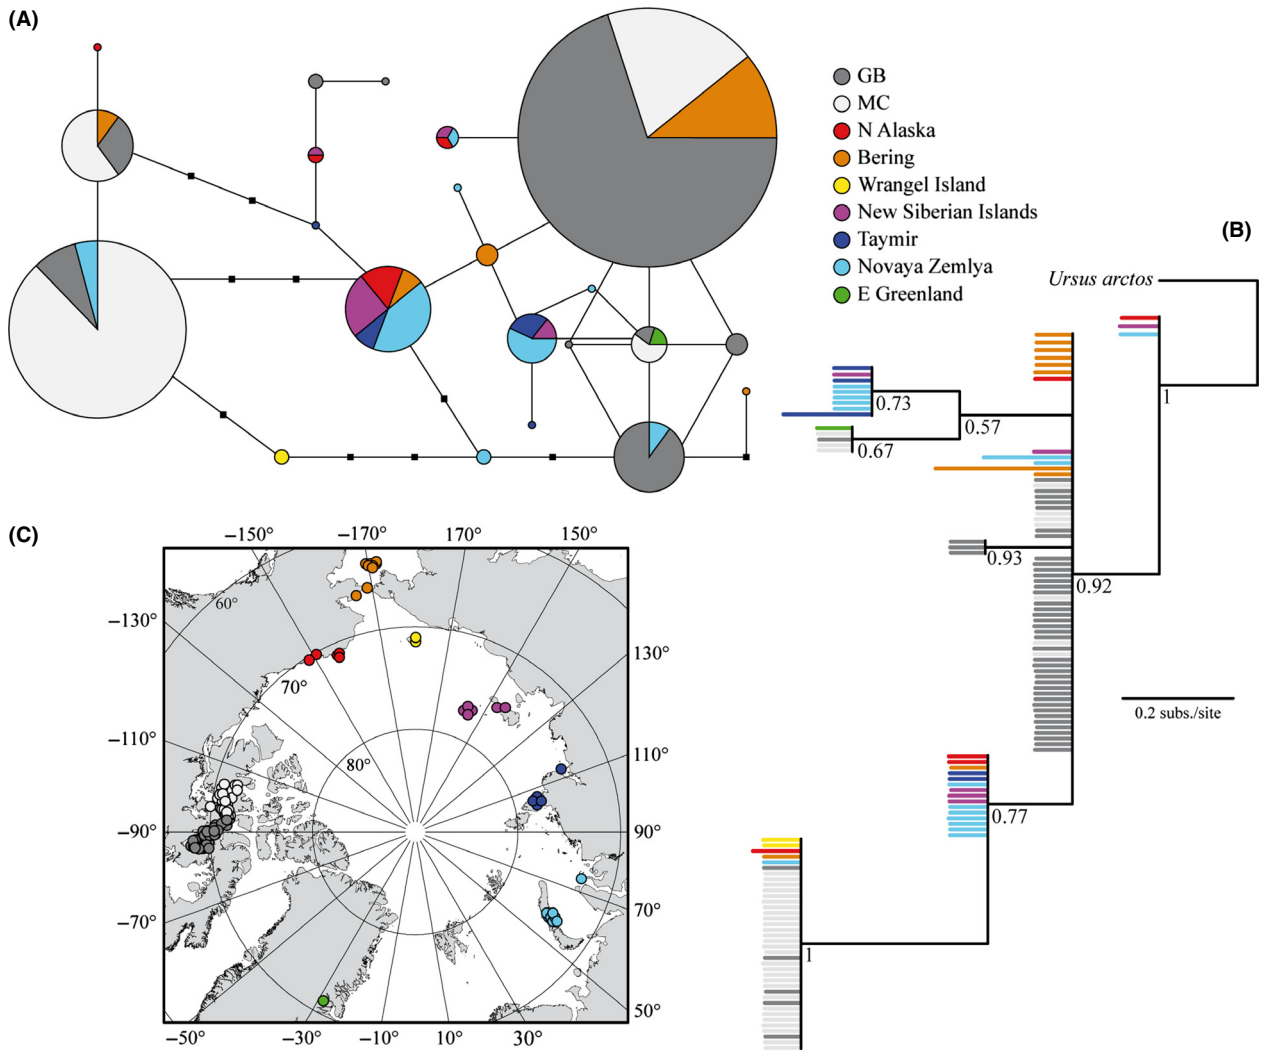 (A)
GB
MC
N Alaska
Bering
Wrangel Island
New Siberian Islands
Taymir
Novaya Zemlya
E Greenland
(B)
Ursus arctos
1
0.73
0.57
0.67
0.93
0.92
0.2 subs./site
0.77
1
(C)
−150° −170° 170° 150°
60°
−130°
130°
70°
−110°
110°
80°
−90°
90°
−70°
70°
50°
−50° −30° −10° 10° 30°